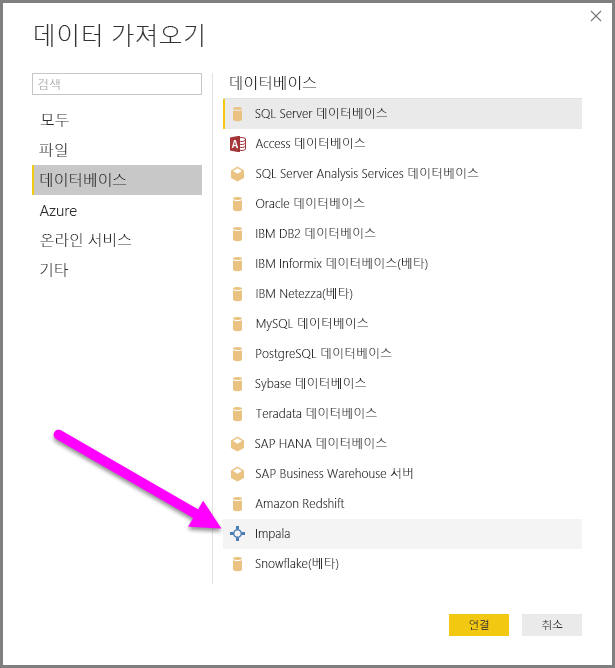 데이터 가져오기
검색
모두
파일
데이터베이스
Azure
온라인 서비스
기타
데이터베이스
SQL Server 데이터베이스
Access 데이터베이스
SQL Server Analysis Services 데이터베이스
Oracle 데이터베이스
IBM DB2 데이터베이스
IBM Informix 데이터베이스(베타)
IBM Netezza(베타)
MySQL 데이터베이스
PostgreSQL 데이터베이스
Sybase 데이터베이스
Teradata 데이터베이스
SAP HANA 데이터베이스
SAP Business Warehouse 서버
Amazon Redshift
Impala
Snowflake(베타)
연결
취소